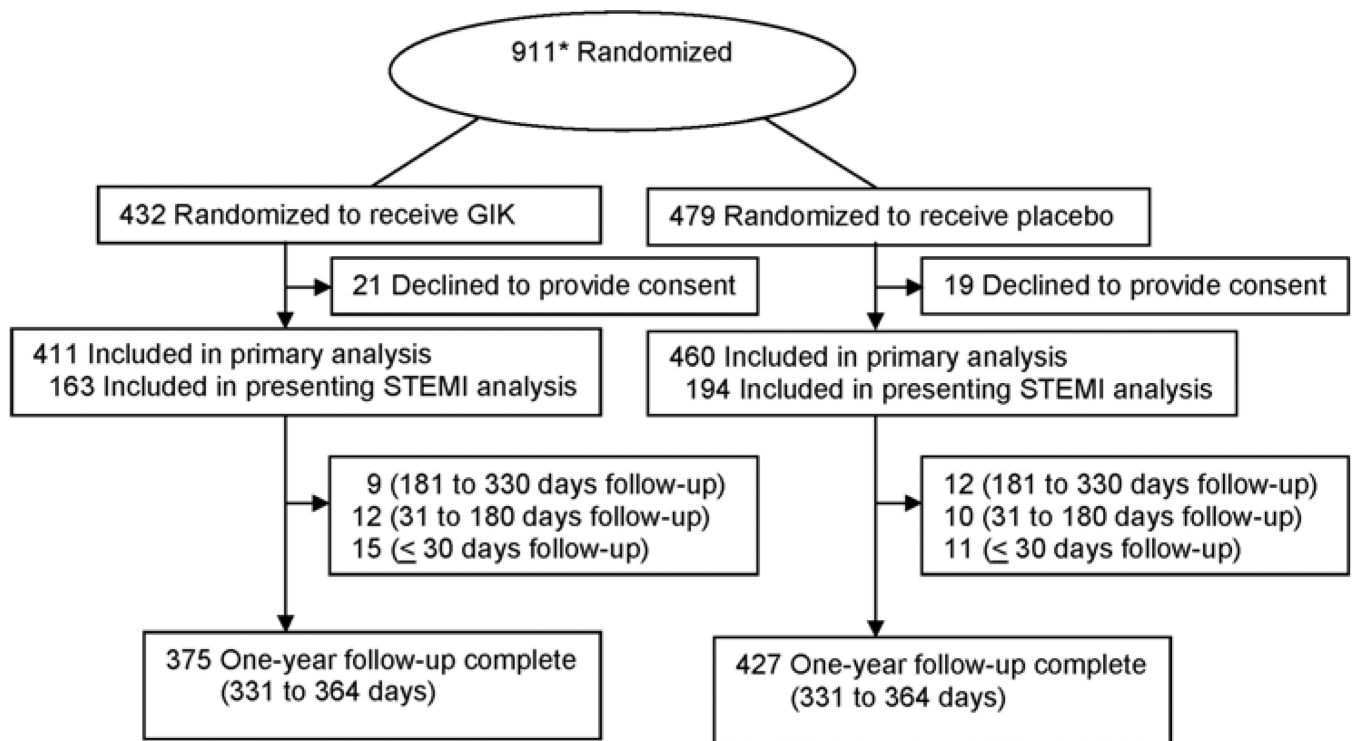 911* Randomized
432 Randomized to receive GIK
479 Randomized to receive placebo
21 Declined to provide consent
19 Declined to provide consent
411 Included in primary analysis
163 Included in presenting STEMI analysis
460 Included in primary analysis
194 Included in presenting STEMI analysis
9 (181 to 330 days follow-up)
12 (31 to 180 days follow-up)
15 (≤ 30 days follow-up)
12 (181 to 330 days follow-up)
10 (31 to 180 days follow-up)
11 (≤ 30 days follow-up)
375 One-year follow-up complete
(331 to 364 days)
427 One-year follow-up complete
(331 to 364 days)